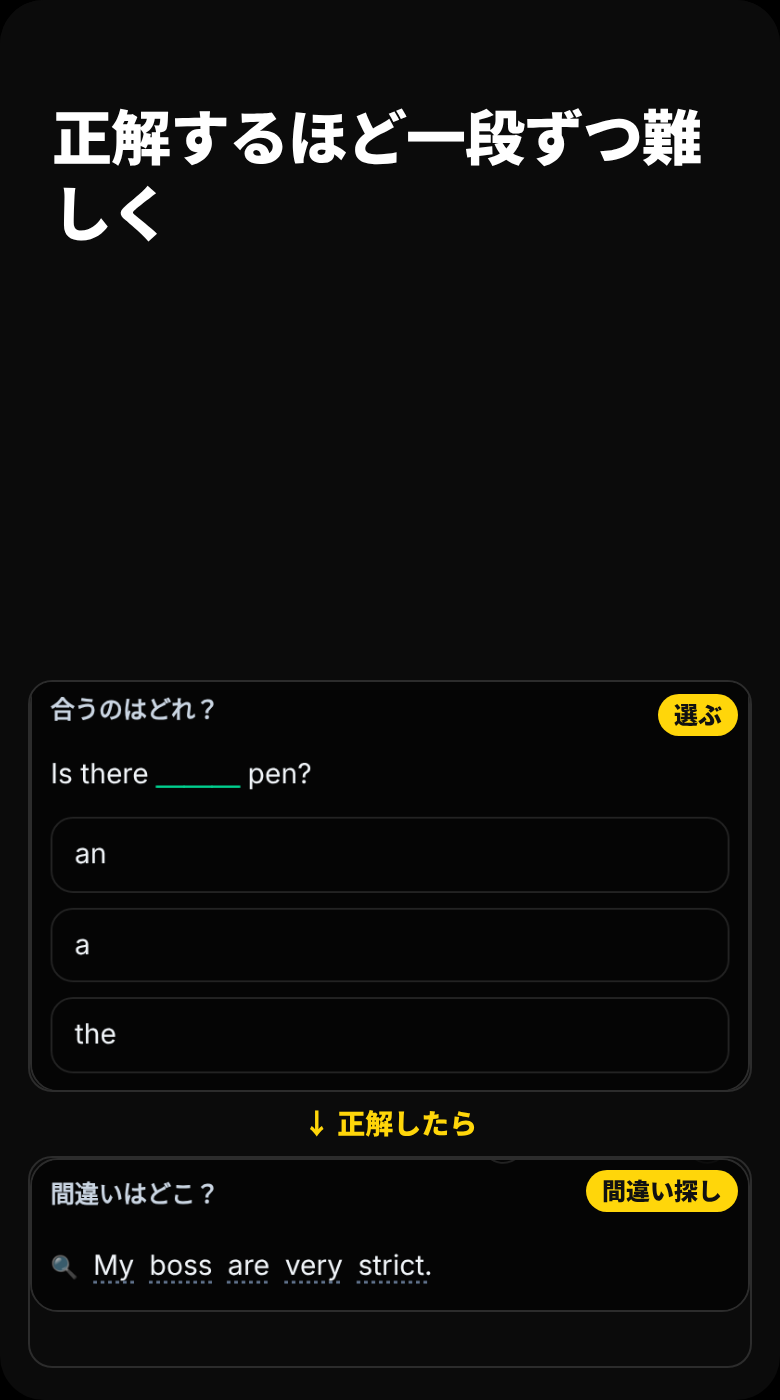 正解するほど一段ずつ難
しく
合うのはどれ？
選ぶ
Is there ______ pen?
an
a
the
↓ 正解したら
間違いはどこ？
間違い探し
My boss are very strict.